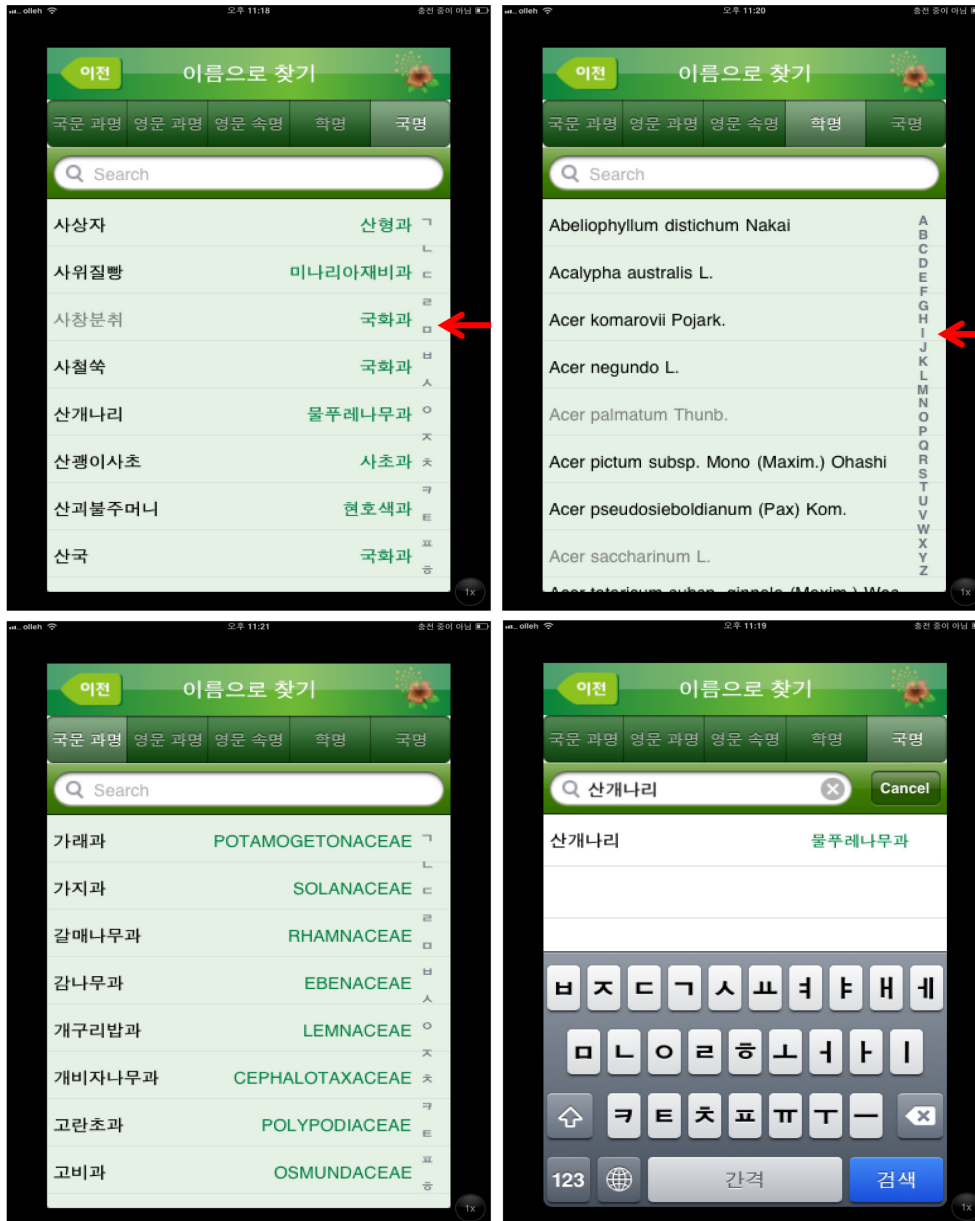 olleh 오후 11:18 충전 중이 아님
이전 이름으로 찾기
국문 과명 영문 과명 영문 속명 학명 국명
Search
사상자 산형과
사위질빵 미나리아재비과
사창분취 국화과
사철쑥 국화과
산개나리 물푸레나무과
산괭이사초 사초과
산괴불주머니 현호색과
산국 국화과
ㄱ
ㄴ
ㄷ
ㄹ
ㅁ
ㅂ
ㅅ
ㅇ
ㅈ
ㅊ
ㅋ
ㅌ
ㅍ
ㅎ
1x
olleh 오후 11:20 충전 중이 아님
이전 이름으로 찾기
국문 과명 영문 과명 영문 속명 학명 국명
Search
Abeliophyllum distichum Nakai
Acalypha australis L.
Acer komarovii Pojark.
Acer negundo L.
Acer palmatum Thunb.
Acer pictum subsp. Mono (Maxim.) Ohashi
Acer pseudosieboldianum (Pax) Kom.
Acer saccharinum L.
A
B
C
D
E
F
G
H
I
J
K
L
M
N
O
P
Q
R
S
T
U
V
W
X
Y
Z
1x
olleh 오후 11:21 충전 중이 아님
이전 이름으로 찾기
국문 과명 영문 과명 영문 속명 학명 국명
Search
가래과 POTAMOGETONACEAE
가지과 SOLANACEAE
갈매나무과 RHAMNACEAE
감나무과 EBENACEAE
개구리밥과 LEMNACEAE
개비자나무과 CEPHALOTAXACEAE
고란초과 POLYPODIACEAE
고비과 OSMUNDACEAE
ㄱ
ㄴ
ㄷ
ㄹ
ㅁ
ㅂ
ㅅ
ㅇ
ㅈ
ㅊ
ㅋ
ㅌ
ㅍ
ㅎ
1x
olleh 오후 11:19 충전 중이 아님
이전 이름으로 찾기
국문 과명 영문 과명 영문 속명 학명 국명
산개나리 Cancel
산개나리 물푸레나무과
ㅂ ㅈ ㄷ ㄱ ㅅ ㅛ ㅕ ㅑ ㅐ ㅔ
ㅁ ㄴ ㅇ ㄹ ㅎ ㅗ ㅓ ㅏ ㅣ
ㅋ ㅌ ㅊ ㅍ ㅠ ㅜ ㅡ
123 간격 검색
1x